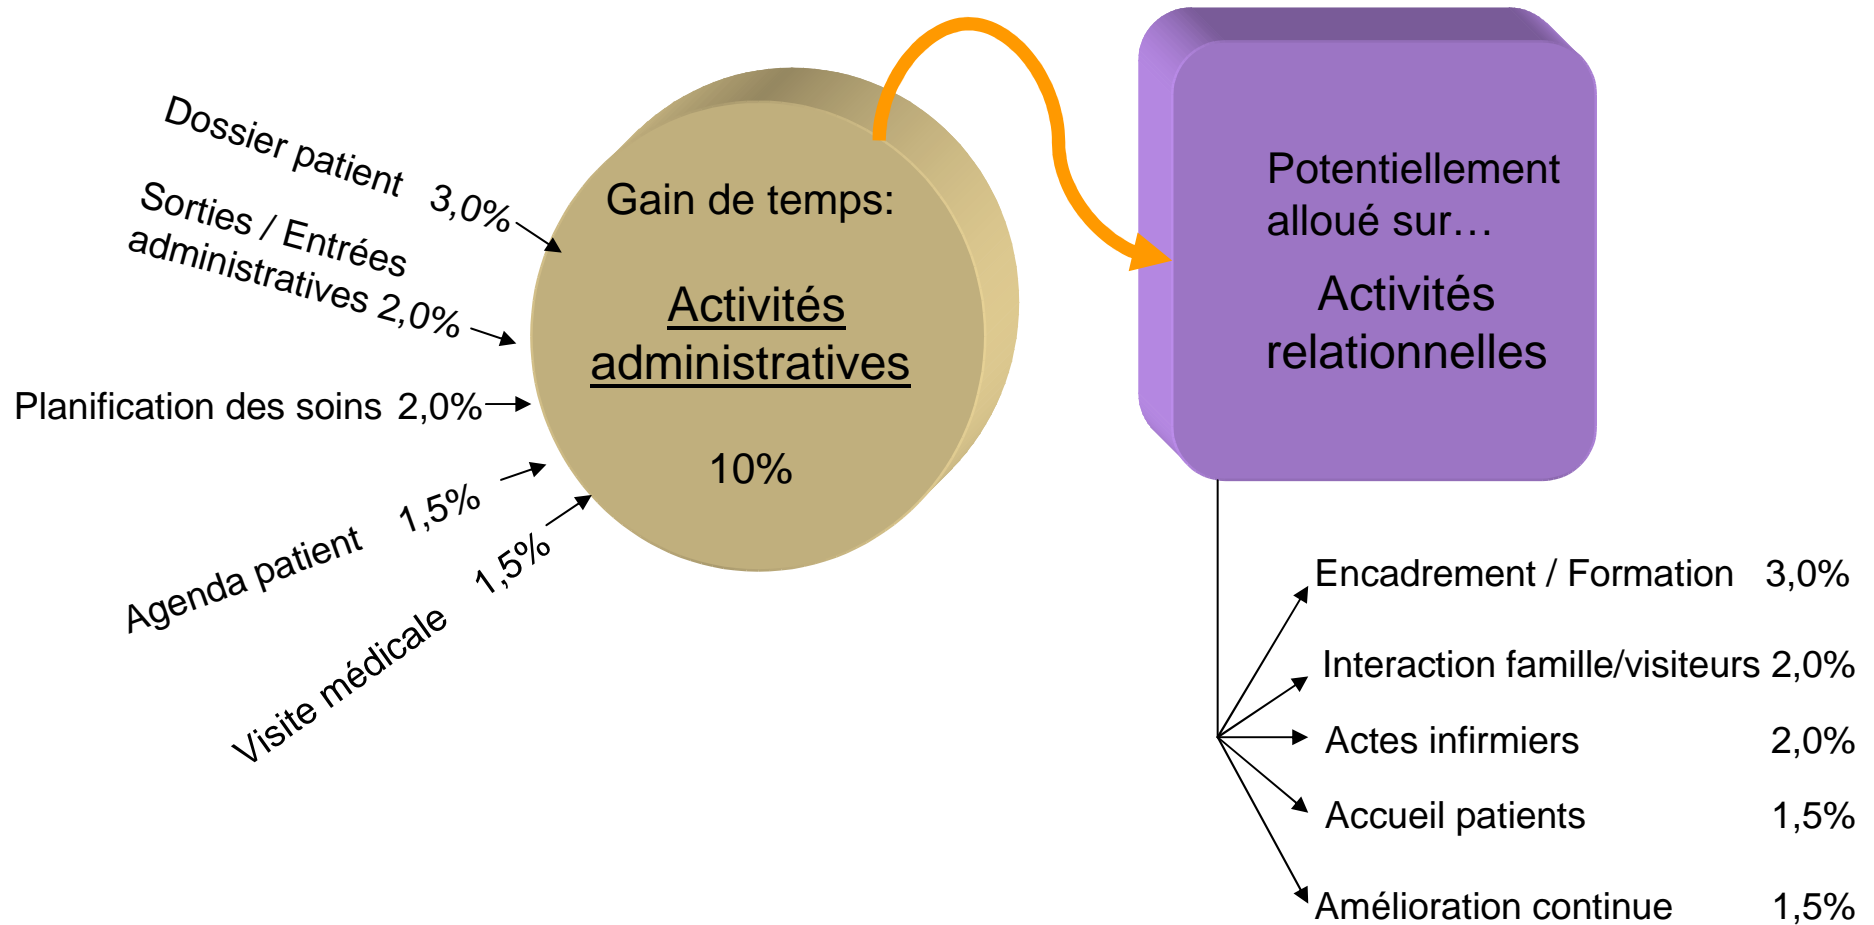 Dossier patient 3,0%
Sorties / Entrées
administratives 2,0%
Planification des soins 2,0%
Agenda patient 1,5%
Visite médicale 1,5%
Gain de temps:
Activités
administratives
10%
Potentiellement
alloué sur…
Activités
relationnelles
Encadrement / Formation 3,0%
Interaction famille/visiteurs 2,0%
Actes infirmiers 2,0%
Accueil patients 1,5%
Amélioration continue 1,5%